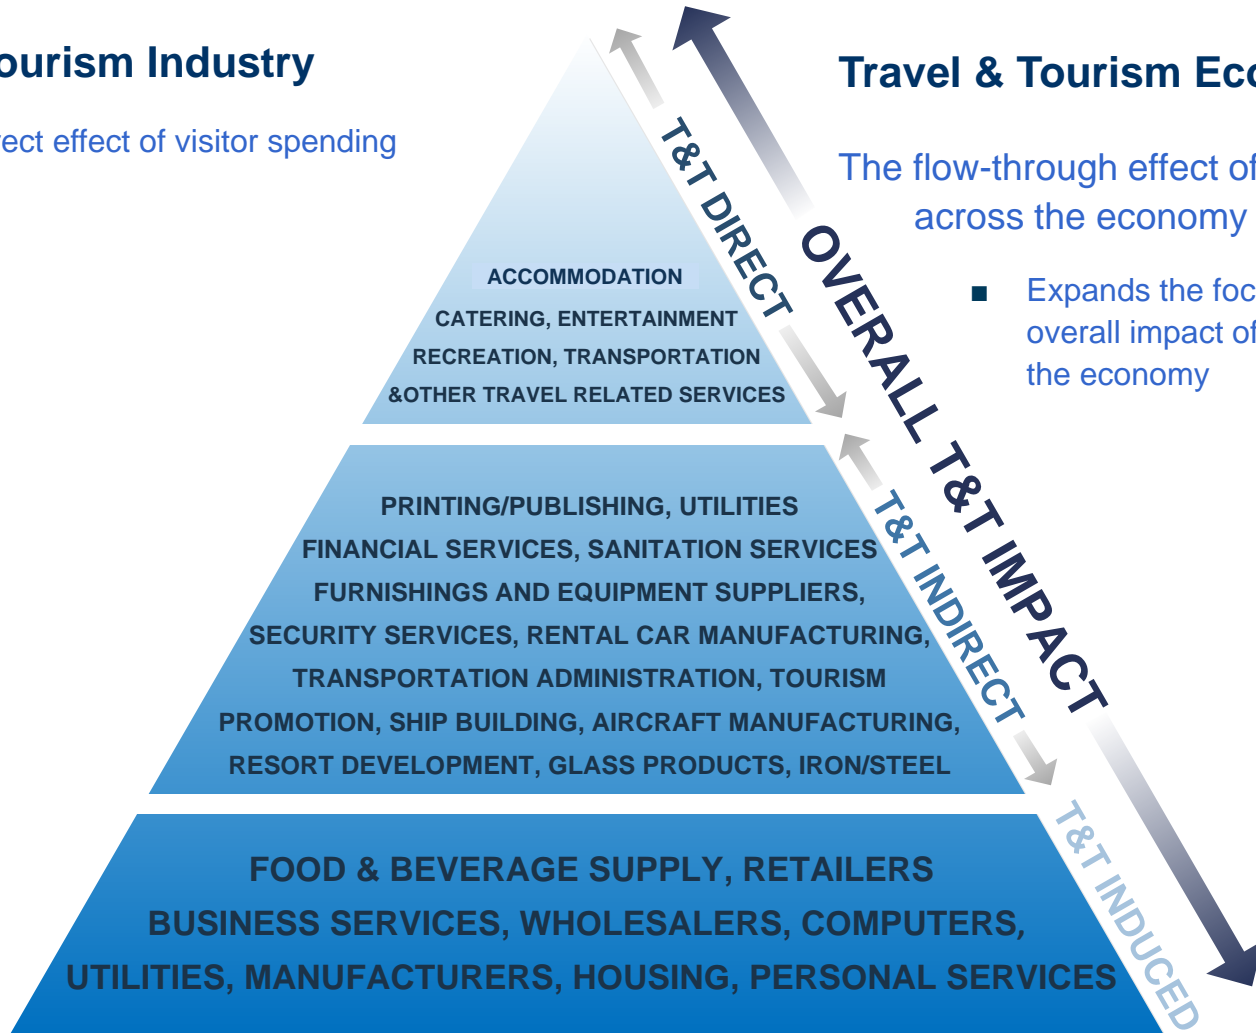 Tourism Industry
effect of visitor spending
Travel & Tourism
The flow-through effect of
across the economy
■ Expands the
overall impact of
the economy
T&T DIRECT
OVERALL T&T IMPACT
T&T INDIRECT
T&T INDUCED
ACCOMMODATION
CATERING, ENTERTAINMENT
RECREATION, TRANSPORTATION
&OTHER TRAVEL RELATED SERVICES
PRINTING/PUBLISHING, UTILITIES
FINANCIAL SERVICES, SANITATION SERVICES
FURNISHINGS AND EQUIPMENT SUPPLIERS,
SECURITY SERVICES, RENTAL CAR MANUFACTURING,
TRANSPORTATION ADMINISTRATION, TOURISM
PROMOTION, SHIP BUILDING, AIRCRAFT MANUFACTURING,
RESORT DEVELOPMENT, GLASS PRODUCTS, IRON/STEEL
FOOD & BEVERAGE SUPPLY, RETAILERS
BUSINESS SERVICES, WHOLESALERS, COMPUTERS,
UTILITIES, MANUFACTURERS, HOUSING, PERSONAL SERVICES